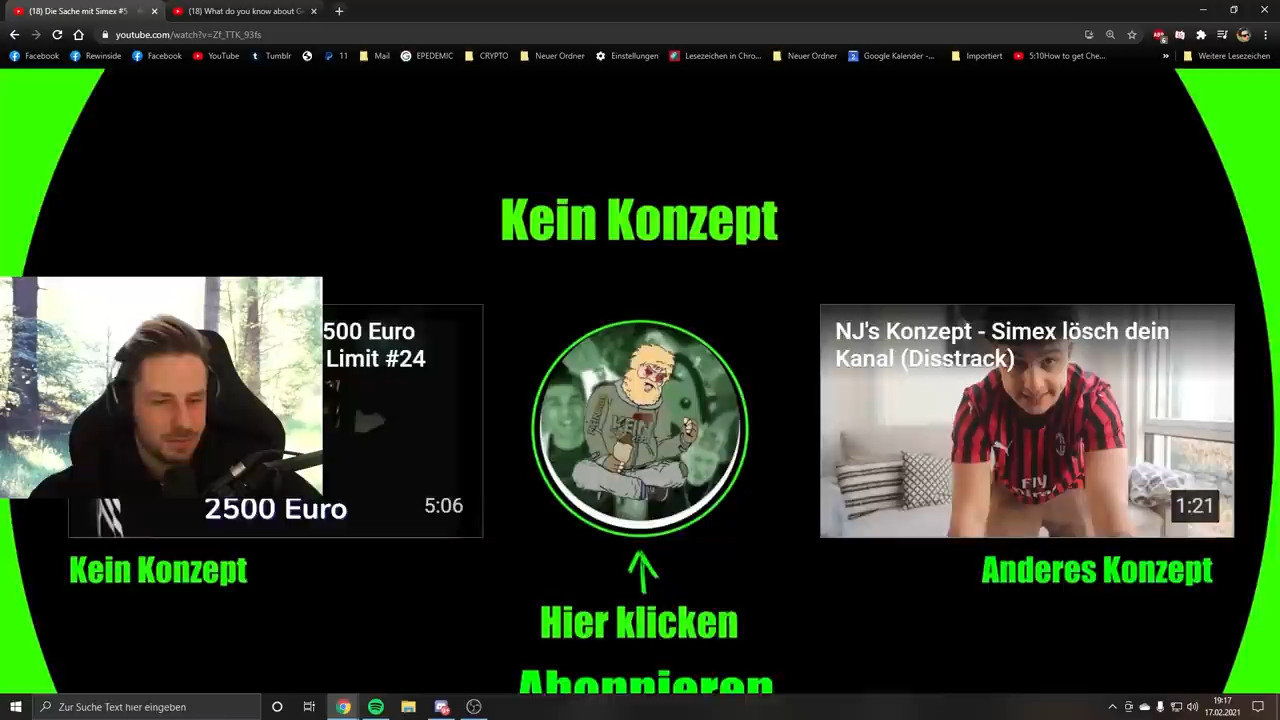 (18) Die Sache mit Simex #5
(18) What do you know about G
youtube.com/watch?v=Zf_TTK_93fs
Facebook
Rewinside
Facebook
YouTube
Tumblr
11
Mail
EPEDEMIC
CRYPTO
Neuer Ordner
Einstellungen
Lesezeichen in Chro...
Neuer Ordner
Google Kalender -...
Importiert
5:10How to get Che...
»
Weitere Lesezeichen
Kein Konzept
500 Euro
Limit #24
2500 Euro
5:06
NJ's Konzept - Simex lösch dein
Kanal (Disstrack)
1:21
Kein Konzept
Anderes Konzept
Hier klicken
Abonnieren
Zur Suche Text hier eingeben
19:17
17.02.2021